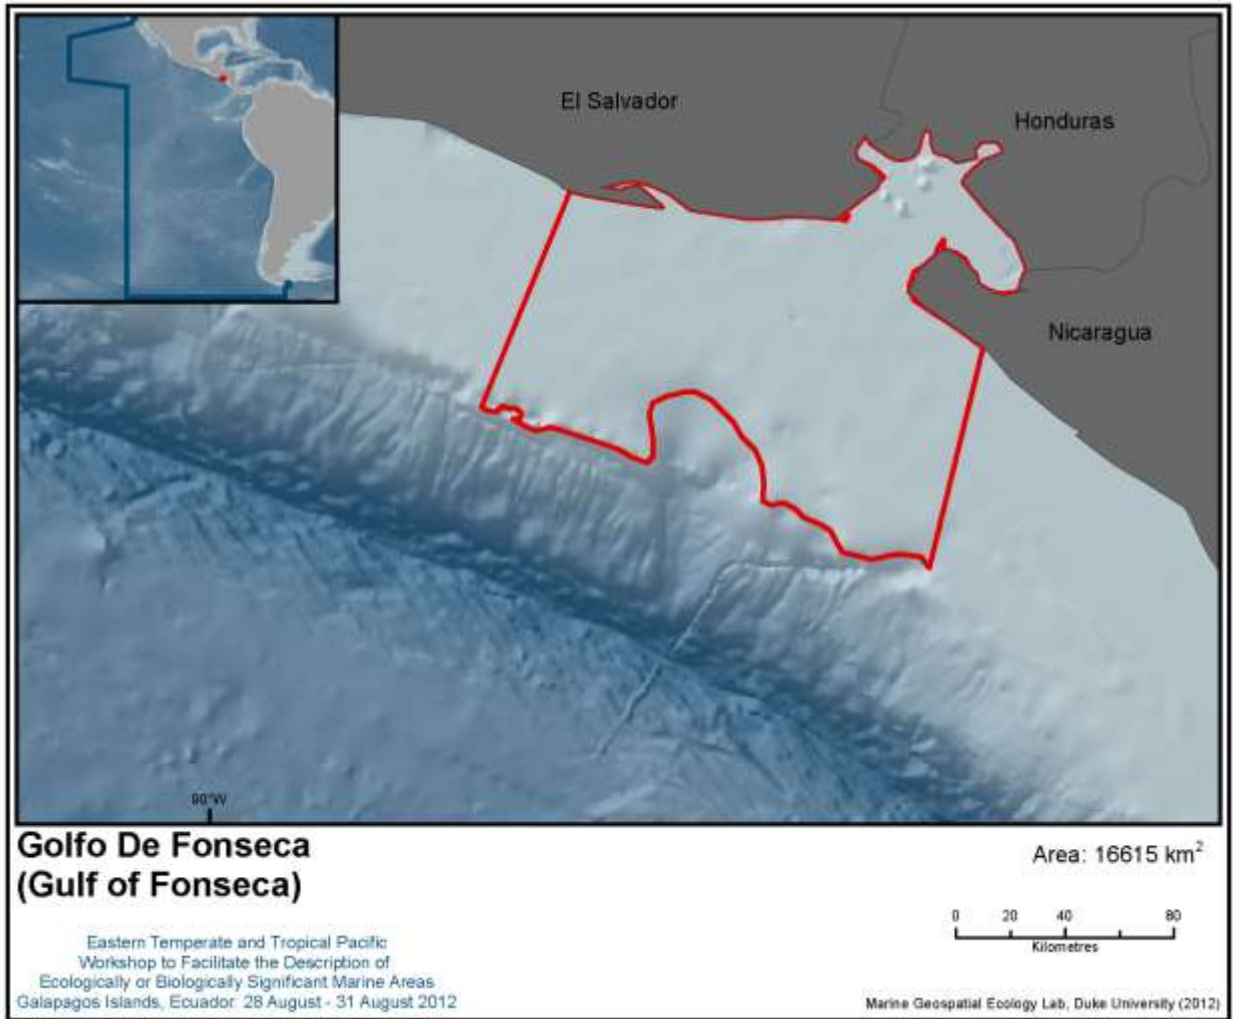 El Salvador
Honduras
Nicaragua
90°W
Golfo De Fonseca
(Gulf of Fonseca)
Area: 16615 km²
Eastern Temperate and Tropical Pacific
Workshop to Facilitate the Description of
Ecologically or Biologically Significant Marine Areas
Galapagos Islands, Ecuador 28 August - 31 August 2012
0 20 40 80
Kilometres
Marine Geospatial Ecology Lab, Duke University (2012)